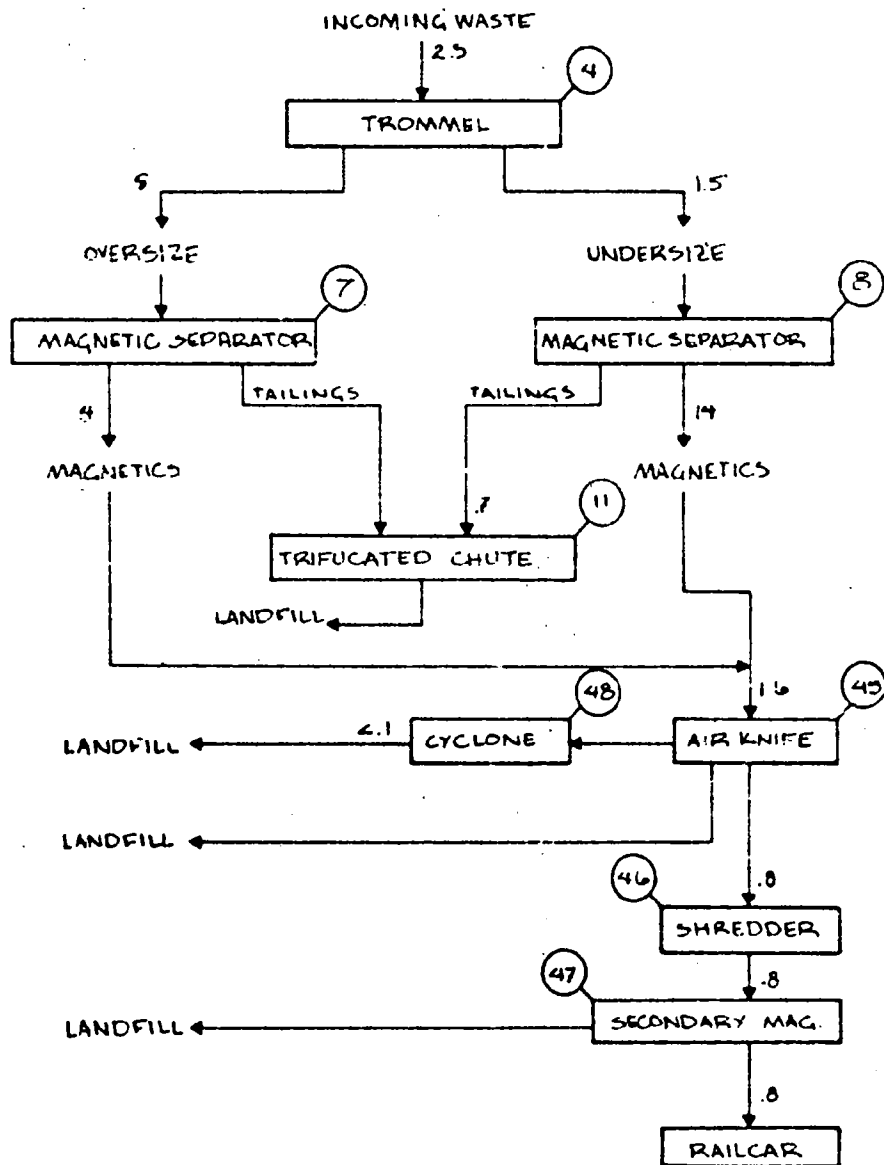 INCOMING WASTE
2.3
4
TROMMEL
1.5
OVERSIZE
UNDERSIZE
7
8
MAGNETIC SEPARATOR
MAGNETIC SEPARATOR
TAILINGS
TAILINGS
14
MAGNETICS
MAGNETICS
11
TRIFUCATED CHUTE
LANDFILL
48
1.6
LANDFILL
<.1
CYCLONE
AIR KNIFE
LANDFILL
46
.8
SHREDDER
47
.8
LANDFILL
SECONDARY MAG.
.8
RAILCAR